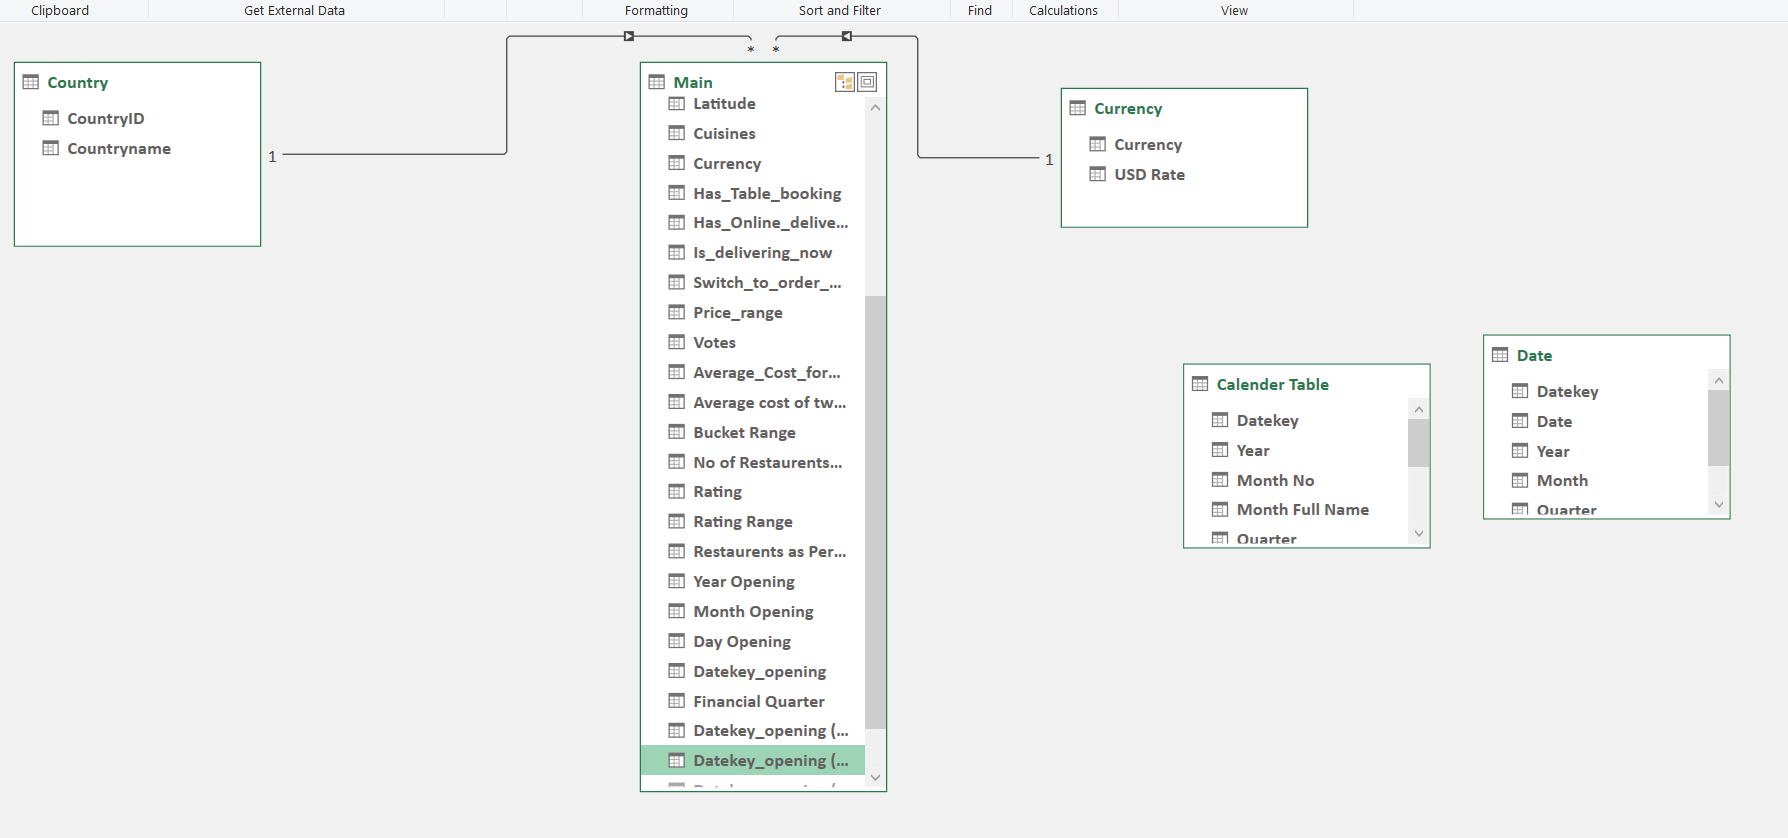 Clipboard
Get External Data
Formatting
Sort and Filter
Find
Calculations
View
Country
CountryID
Countryname
1
*
*
Main
Latitude
Cuisines
Currency
Has_Table_booking
Has_Online_delive...
Is_delivering_now
Switch_to_order_...
Price_range
Votes
Average_Cost_for...
Average cost of tw...
Bucket Range
No of Restaurents...
Rating
Rating Range
Restaurents as Per...
Year Opening
Month Opening
Day Opening
Datekey_opening
Financial Quarter
Datekey_opening (...
Datekey_opening (...
1
Currency
Currency
USD Rate
Calender Table
Datekey
Year
Month No
Month Full Name
Quarter
Date
Datekey
Date
Year
Month
Quarter